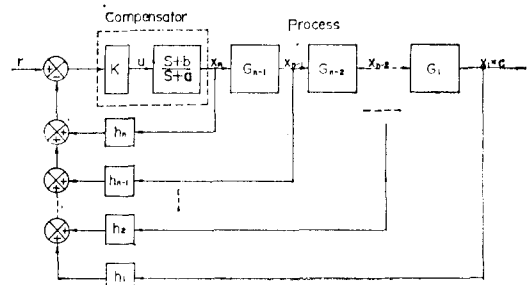 Compensator
Process
r
K
u
S+b
S+a
xₙ
Gₙ₋₁
xₙ₋₁
Gₙ₋₂
xₙ₋₂
G₁
x₁=c
hₙ
hₙ₋₁
h₂
h₁